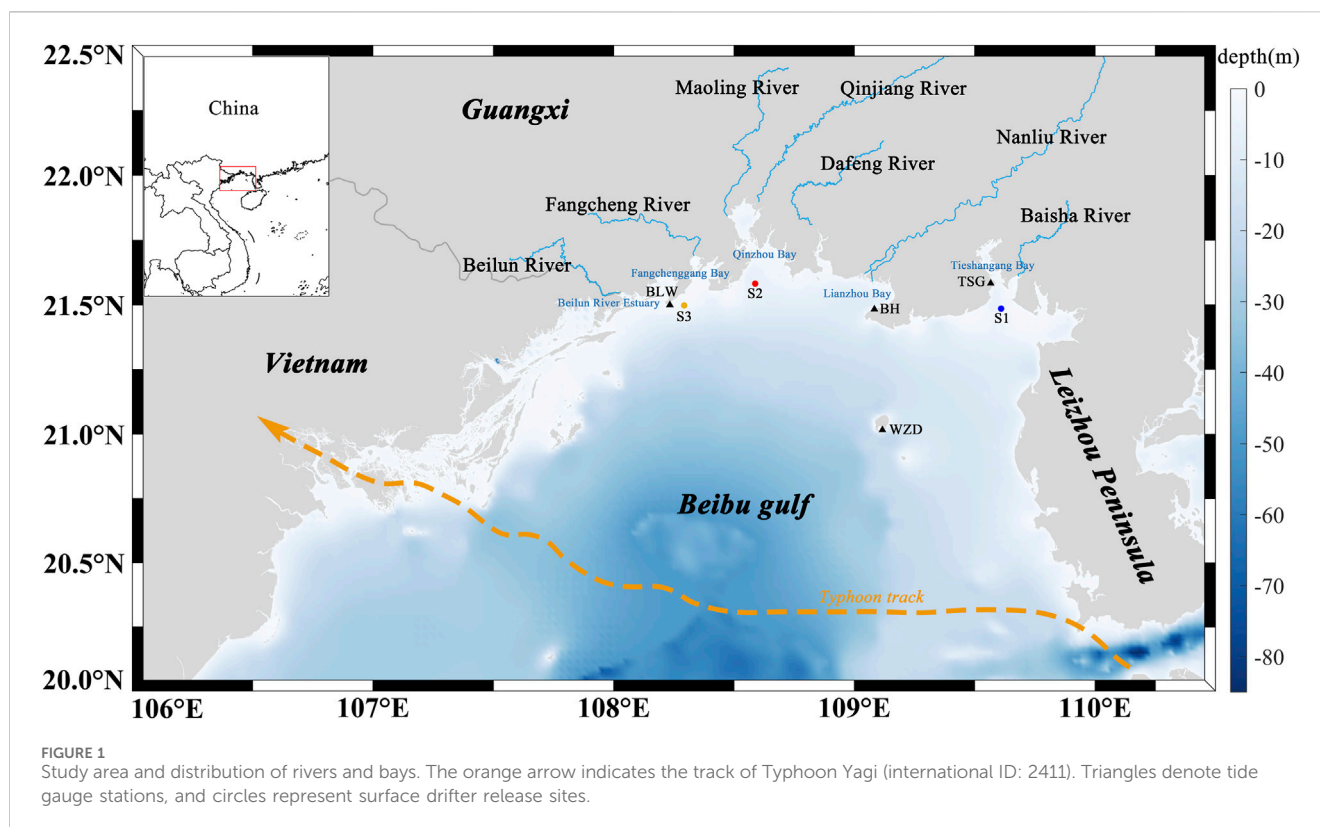 22.5°N
22.0°N
21.5°N
21.0°N
20.5°N
20.0°N
106°E
107°E
108°E
109°E
110°E
depth(m)
0
-10
-20
-30
-40
-50
-60
-70
-80
China
Guangxi
Maoling River
Qinjiang River
Nanliu River
Dafeng River
Fangcheng River
Baisha River
Beilun River
Qinzhou Bay
Fangchenggang Bay
Tieshangang Bay
Beilun River Estuary
BLW
S3
S2
Lianzhou Bay
BH
TSG
S1
Vietnam
Leizhou Peninsula
WZD
Beibu gulf
Typhoon track
FIGURE 1
Study area and distribution of rivers and bays. The orange arrow indicates the track of Typhoon Yagi (international ID: 2411). Triangles denote tide
gauge stations, and circles represent surface drifter release sites.